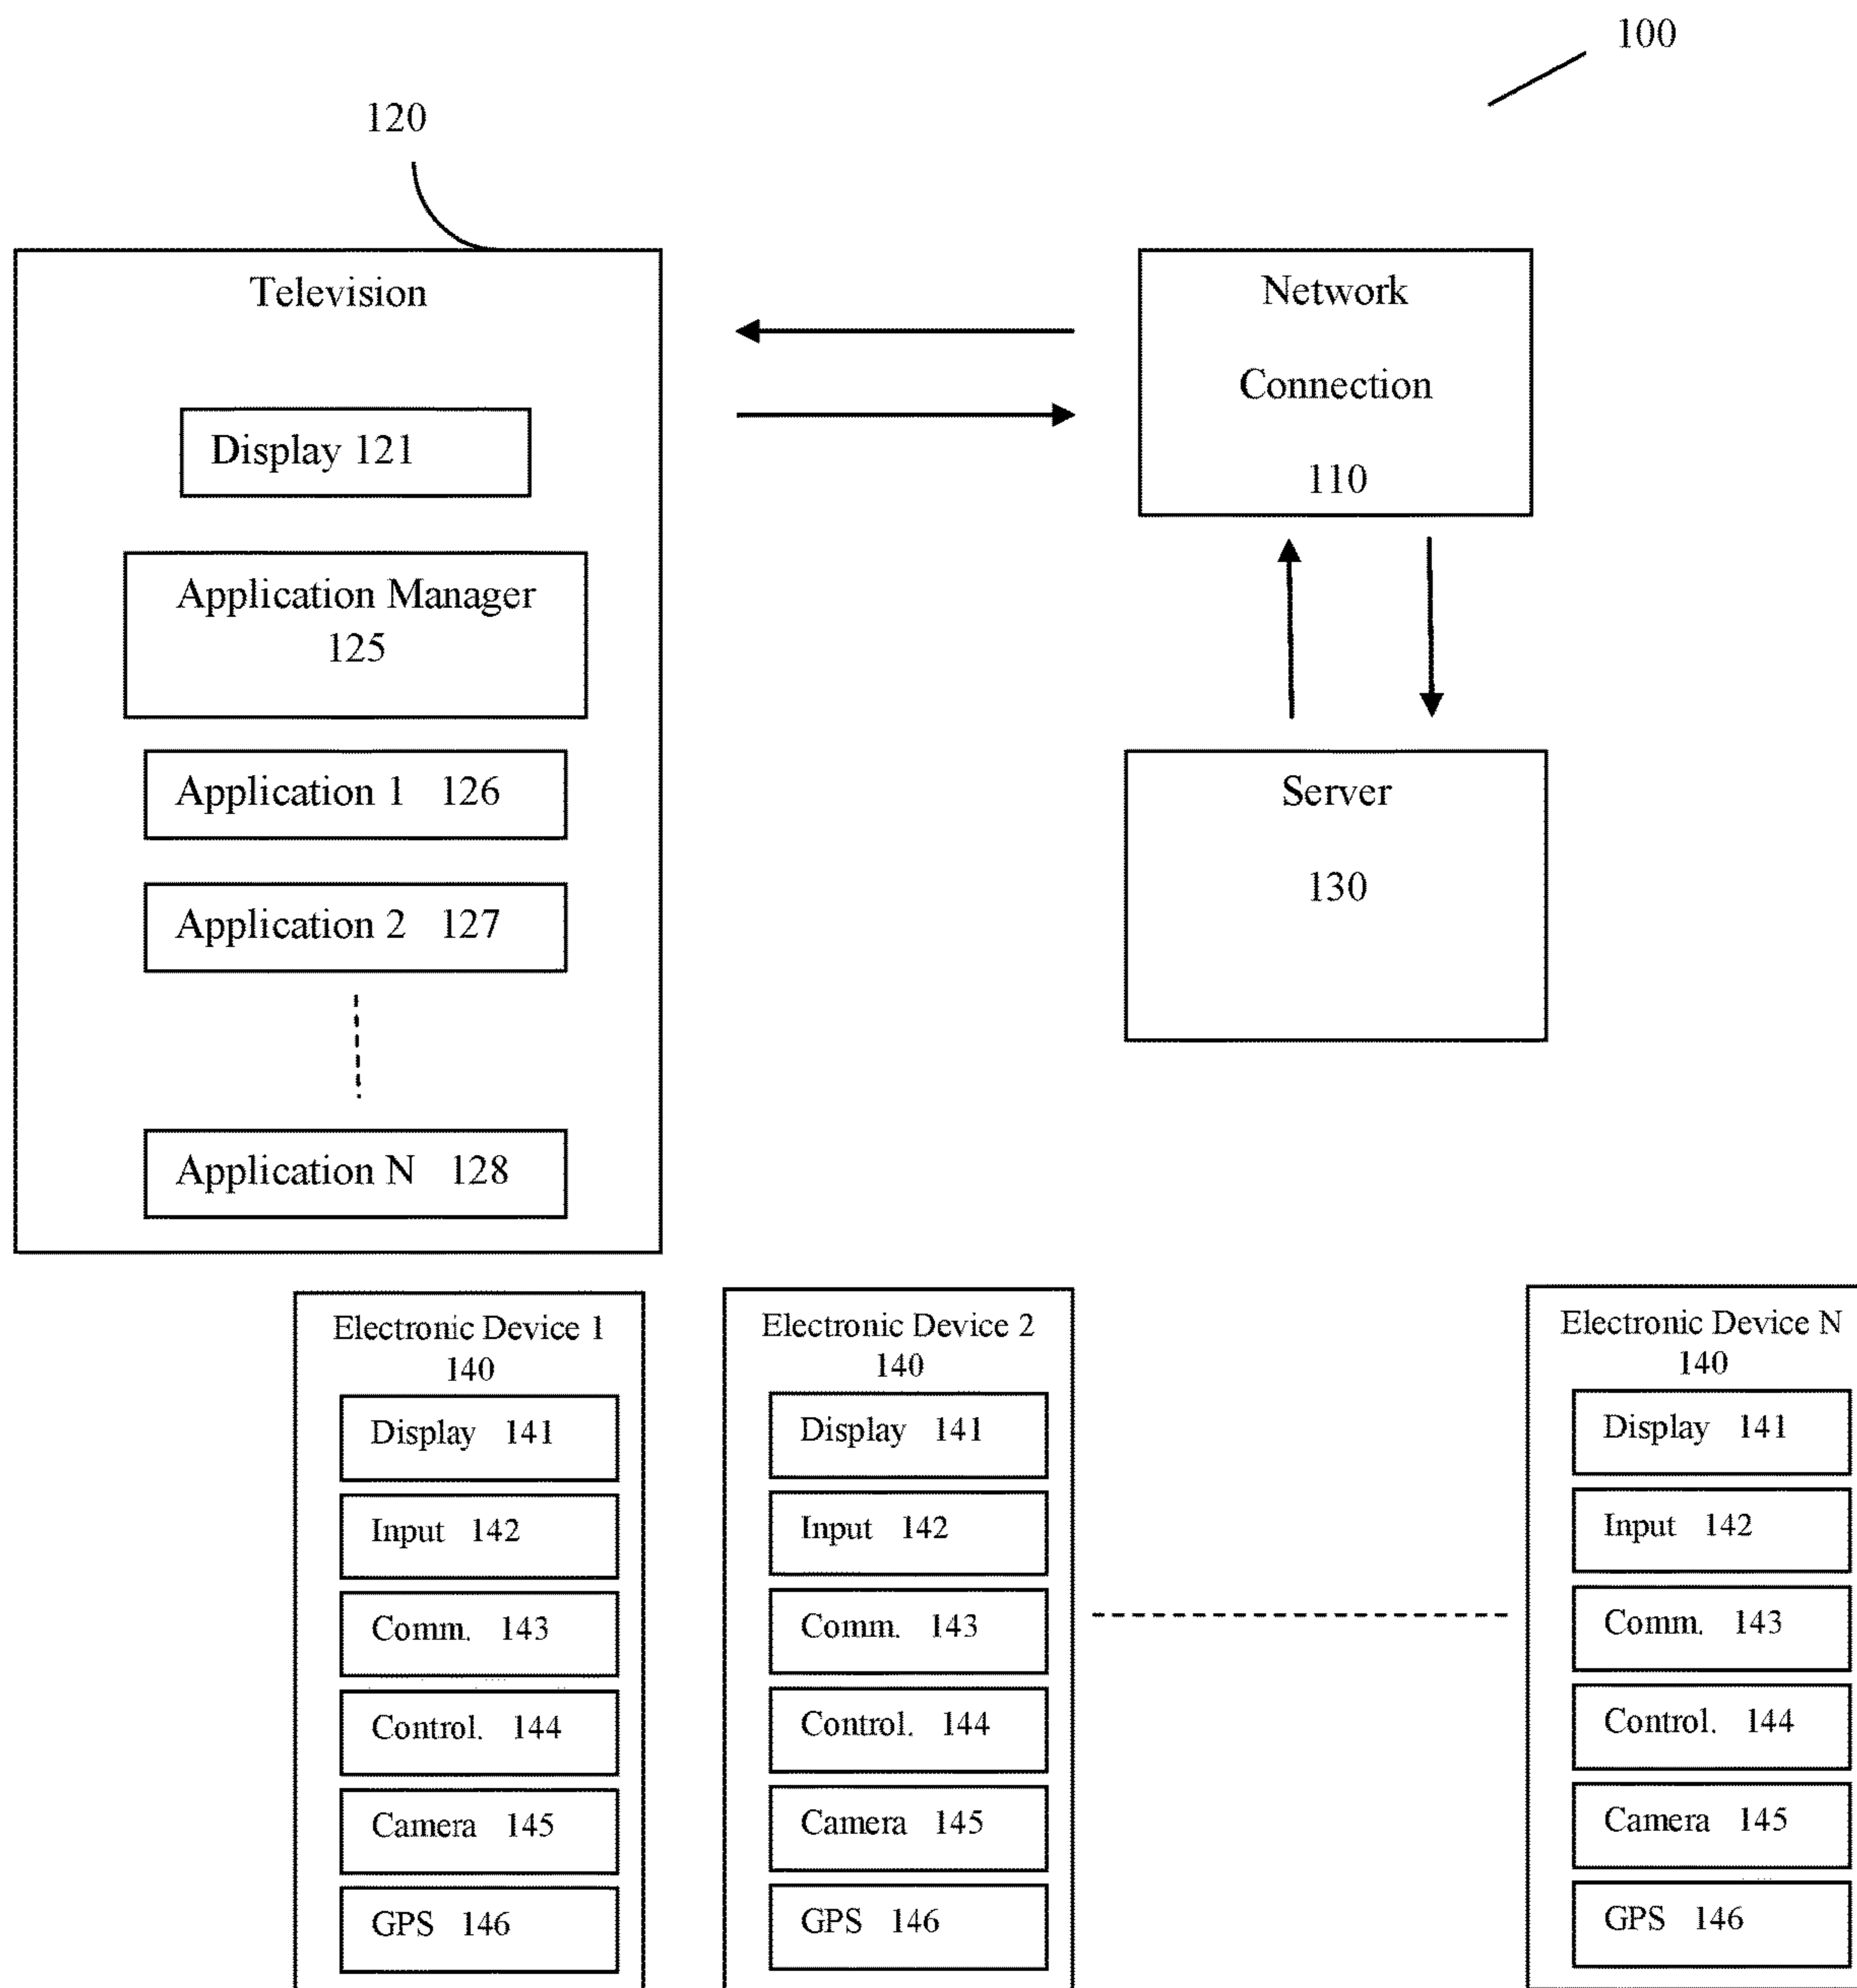 100
120
Television
Display 121
Application Manager
125
Application 1 126
Application 2 127
Application N 128
Network
Connection
110
Server
130
Electronic Device 1
140
Display 141
Input 142
Comm. 143
Control. 144
Camera 145
GPS 146
Electronic Device 2
140
Display 141
Input 142
Comm. 143
Control. 144
Camera 145
GPS 146
Electronic Device N
140
Display 141
Input 142
Comm. 143
Control. 144
Camera 145
GPS 146